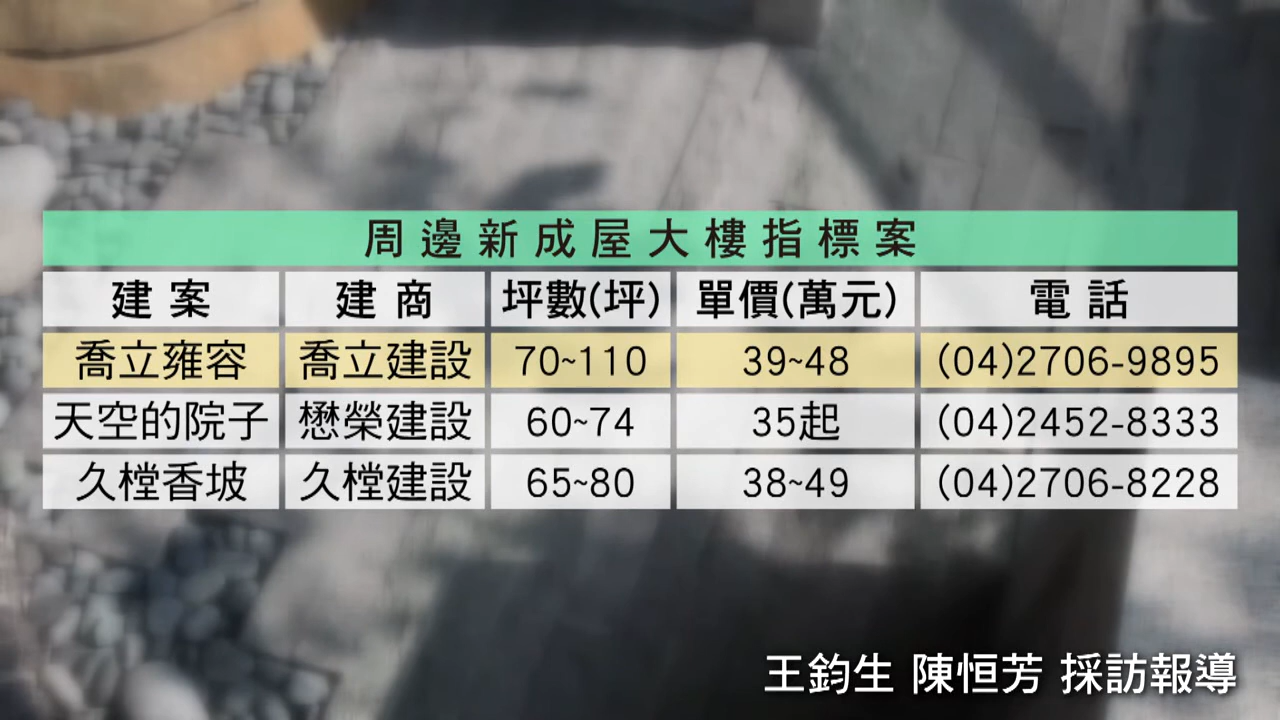 周邊新成屋大樓指標案
建案 建商 坪數(坪) 單價(萬元) 電話
喬立雍容 喬立建設 70~110 39~48 (04)2706-9895
天空的院子 懋榮建設 60~74 35起 (04)2452-8333
久樘香坡 久樘建設 65~80 38~49 (04)2706-8228
王鈞生 陳恒芳 採訪報導